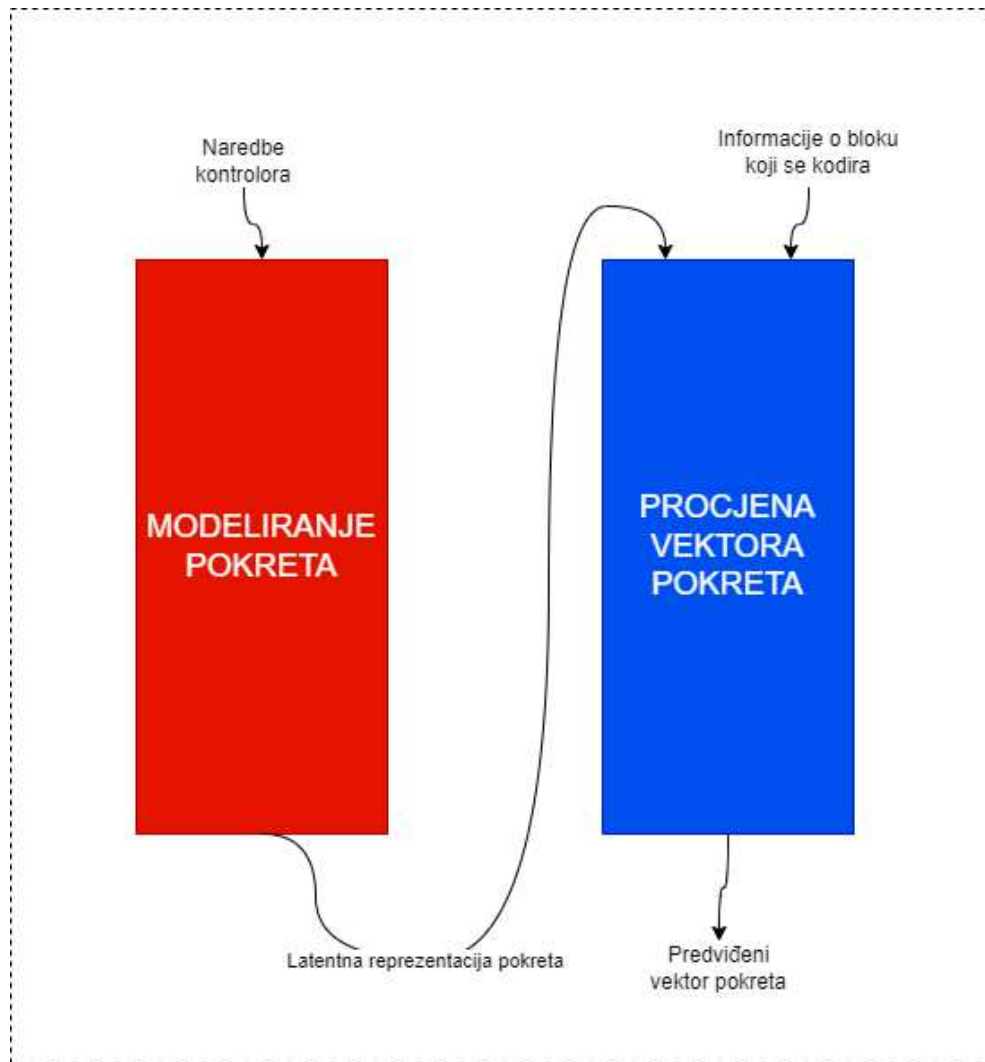 Naredbe
kontrolora
Informacije o bloku
koji se kodira
MODELIRANJE
POKRETA
PROCJENA
VEKTORA
POKRETA
Latentna reprezentacija pokreta
Predviđeni
vektor pokreta